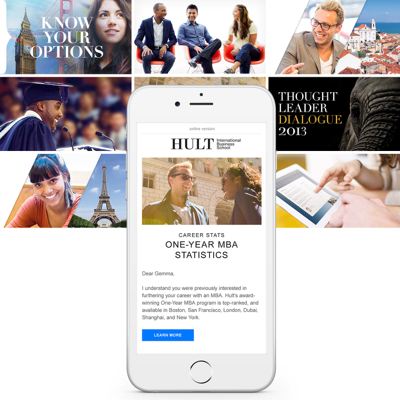 KNOW
YOUR
OPTIONS
THOUGHT
LEADER
DIALOGUE
2013
online version
HULT International
Business
School
CAREER STATS
ONE-YEAR MBA
STATISTICS
Dear Gemma,
I understand you were previously interested in
furthering your career with an MBA. Hult's award-
winning One-Year MBA program is top-ranked, and
available in Boston, San Francisco, London, Dubai,
Shanghai, and New York.
LEARN MORE